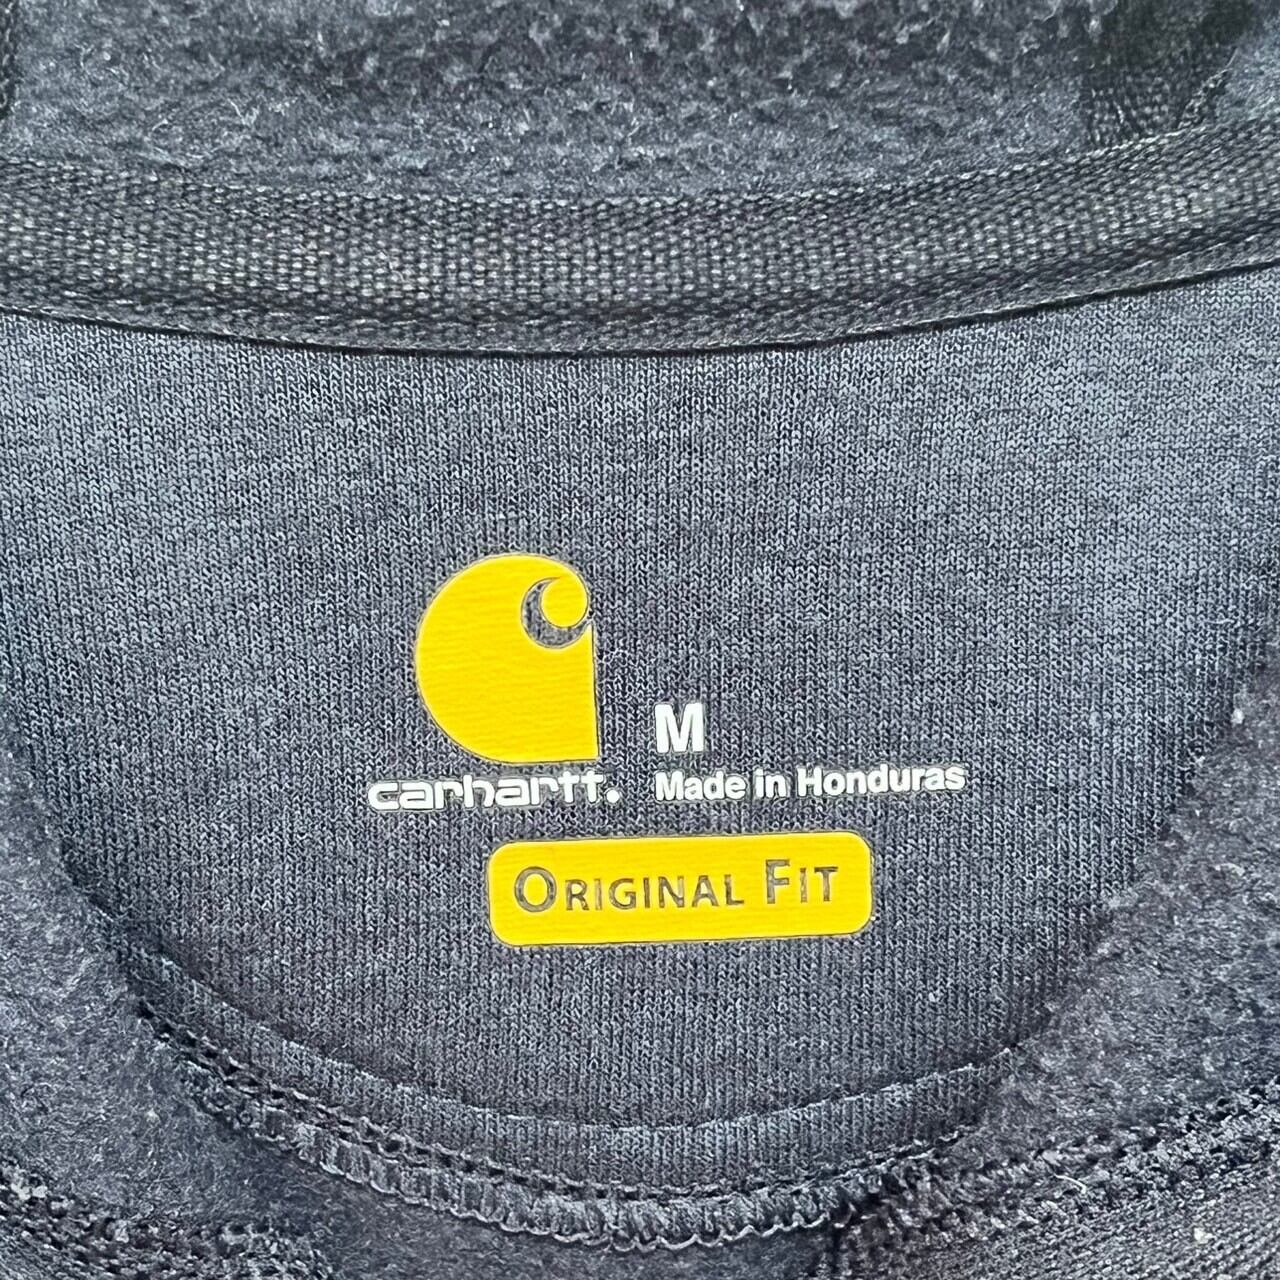 M
carhartt. Made in Honduras
ORIGINAL FIT